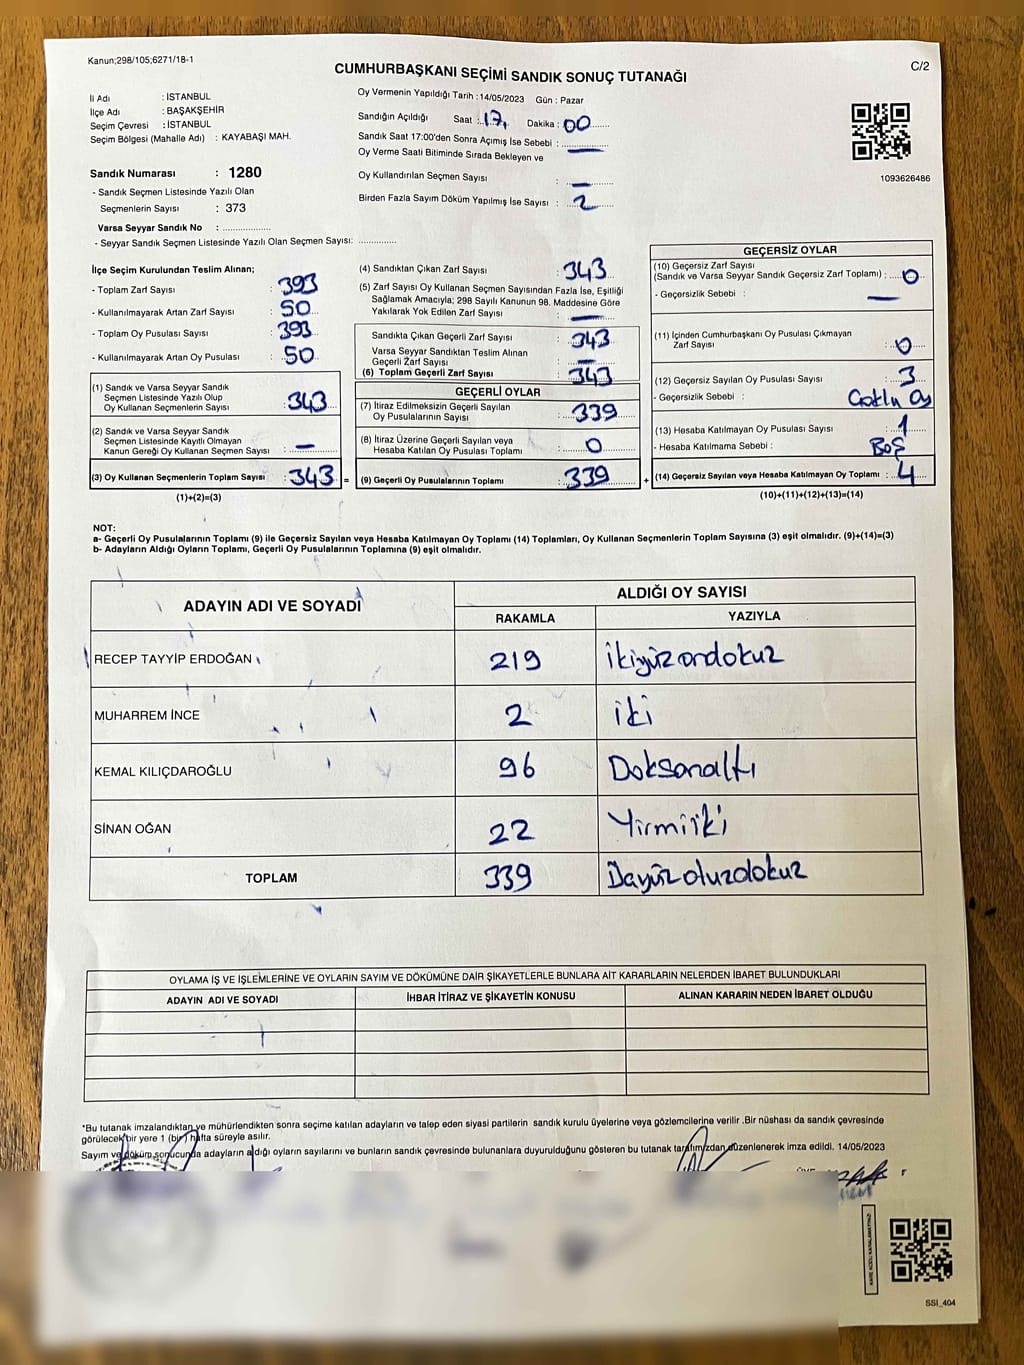 Kanun;298/105;6271/18-1
C/2
CUMHURBAŞKANI SEÇİMİ SANDIK SONUÇ TUTANAĞI
İl Adı : İSTANBUL
İlçe Adı : BAŞAKŞEHİR
Seçim Çevresi : İSTANBUL
Seçim Bölgesi (Mahalle Adı) : KAYABAŞI MAH.
Sandık Numarası : 1280
- Sandık Seçmen Listesinde Yazılı Olan
Seçmenlerin Sayısı : 373
Varsa Seyyar Sandık No : ................
- Seyyar Sandık Seçmen Listesinde Yazılı Olan Seçmen Sayısı: ............
Oy Vermenin Yapıldığı Tarih : 14/05/2023 Gün : Pazar
Sandığın Açıldığı Saat : 17, Dakika : 00
Sandık Saat 17:00'den Sonra Açımış İse Sebebi : —
Oy Verme Saati Bitiminde Sırada Bekleyen ve
Oy Kullandırılan Seçmen Sayısı : —
Birden Fazla Sayım Döküm Yapılmış İse Sayısı : 2
1093626486
İlçe Seçim Kurulundan Teslim Alınan;
- Toplam Zarf Sayısı : 393
- Kullanılmayarak Artan Zarf Sayısı : 50
- Toplam Oy Pusulası Sayısı : 393
- Kullanılmayarak Artan Oy Pusulası : 50
(1) Sandık ve Varsa Seyyar Sandık
Seçmen Listesinde Yazılı Olup
Oy Kullanan Seçmenlerin Sayısı : 343
(2) Sandık ve Varsa Seyyar Sandık
Seçmen Listesinde Kayıtlı Olmayan
Kanun Gereği Oy Kullanan Seçmen Sayısı : —
(3) Oy Kullanan Seçmenlerin Toplam Sayısı : 343 =
(1)+(2)=(3)
(4) Sandıktan Çıkan Zarf Sayısı : 343
(5) Zarf Sayısı Oy Kullanan Seçmen Sayısından Fazla İse, Eşitliği
Sağlamak Amacıyla; 298 Sayılı Kanunun 98. Maddesine Göre
Yakılarak Yok Edilen Zarf Sayısı : —
Sandıkta Çıkan Geçerli Zarf Sayısı : 343
Varsa Seyyar Sandıktan Teslim Alınan
Geçerli Zarf Sayısı : —
(6) Toplam Geçerli Zarf Sayısı : 343
GEÇERLİ OYLAR
(7) İtiraz Edilmeksizin Geçerli Sayılan
Oy Pusulalarının Sayısı : 339
(8) İtiraz Üzerine Geçerli Sayılan veya
Hesaba Katılan Oy Pusulası Toplamı : 0
(9) Geçerli Oy Pusulalarının Toplamı : 339 +
GEÇERSİZ OYLAR
(10) Geçersiz Zarf Sayısı
(Sandık ve Varsa Seyyar Sandık Geçersiz Zarf Toplamı) : 0
- Geçersizlik Sebebi : —
(11) İçinden Cumhurbaşkanı Oy Pusulası Çıkmayan
Zarf Sayısı : 0
(12) Geçersiz Sayılan Oy Pusulası Sayısı : 3
- Geçersizlik Sebebi : Çoklu Oy
(13) Hesaba Katılmayan Oy Pusulası Sayısı : 1
- Hesaba Katılmama Sebebi : Boş
(14) Geçersiz Sayılan veya Hesaba Katılmayan Oy Toplamı : 4
(10)+(11)+(12)+(13)=(14)
NOT:
a- Geçerli Oy Pusulalarının Toplamı (9) ile Geçersiz Sayılan veya Hesaba Katılmayan Oy Toplamı (14) Toplamları, Oy Kullanan Seçmenlerin Toplam Sayısına (3) eşit olmalıdır. (9)+(14)=(3)
b- Adayların Aldığı Oyların Toplamı, Geçerli Oy Pusulalarının Toplamına (9) eşit olmalıdır.
ADAYIN ADI VE SOYADI
ALDIĞI OY SAYISI
RAKAMLA YAZIYLA
RECEP TAYYİP ERDOĞAN 219 ikiyüz ondokuz
MUHARREM İNCE 2 iki
KEMAL KILIÇDAROĞLU 96 Doksanaltı
SİNAN OĞAN 22 Yirmiiki
TOPLAM 339 Üçyüz otuzdokuz
OYLAMA İŞ VE İŞLEMLERİNE VE OYLARIN SAYIM VE DÖKÜMÜNE DAİR ŞİKAYETLERLE BUNLARA AİT KARARLARIN NELERDEN İBARET BULUNDUKLARI
ADAYIN ADI VE SOYADI İHBAR İTİRAZ VE ŞİKAYETİN KONUSU ALINAN KARARIN NEDEN İBARET OLDUĞU
*Bu tutanak imzalandıktan ve mühürlendikten sonra seçime katılan adayların ve talep eden siyasi partilerin sandık kurulu üyelerine veya gözlemcilerine verilir .Bir nüshası da sandık çevresinde
görülecek bir yere 1 (bir) hafta süreyle asılır.
Sayım ve döküm sonucunda adayların aldığı oyların sayılarını ve bunların sandık çevresinde bulunanlara duyurulduğunu gösteren bu tutanak tarafımızdan düzenlenerek imza edildi. 14/05/2023
SSI_404